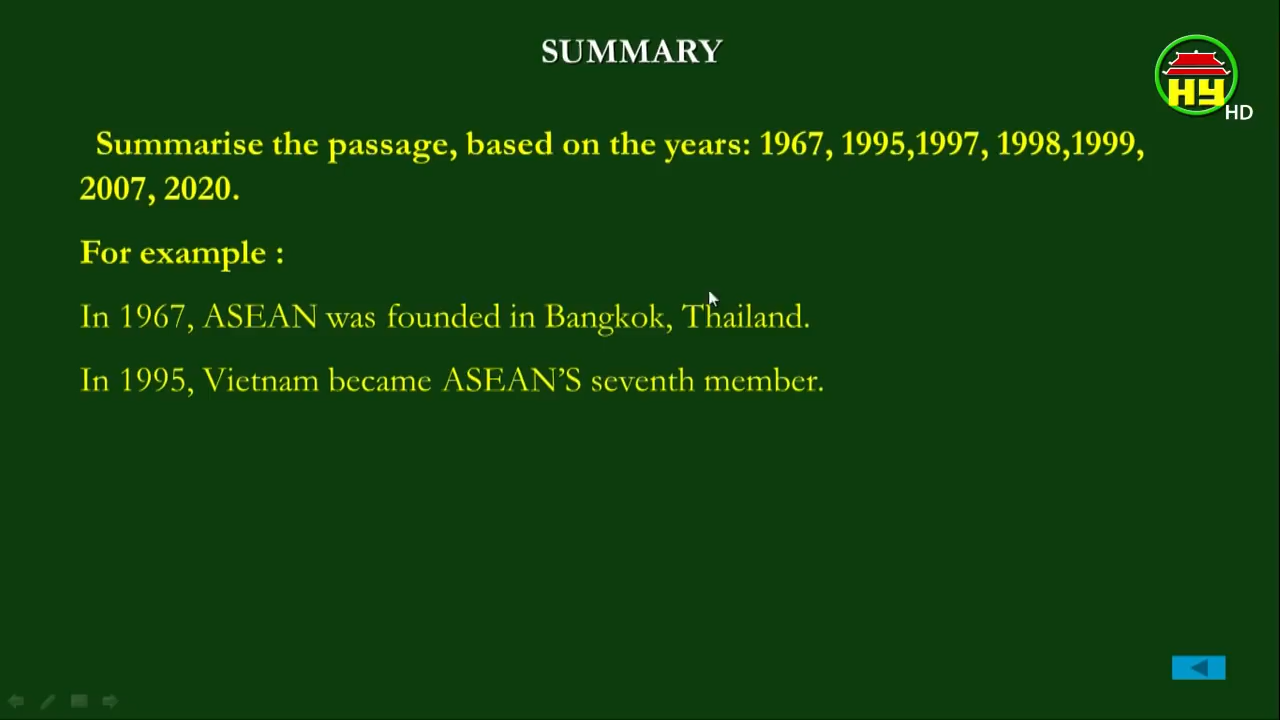 SUMMARY
HY
HD
Summarise the passage, based on the years: 1967, 1995,1997, 1998,1999,
2007, 2020.
For example :
In 1967, ASEAN was founded in Bangkok, Thailand.
In 1995, Vietnam became ASEAN’S seventh member.